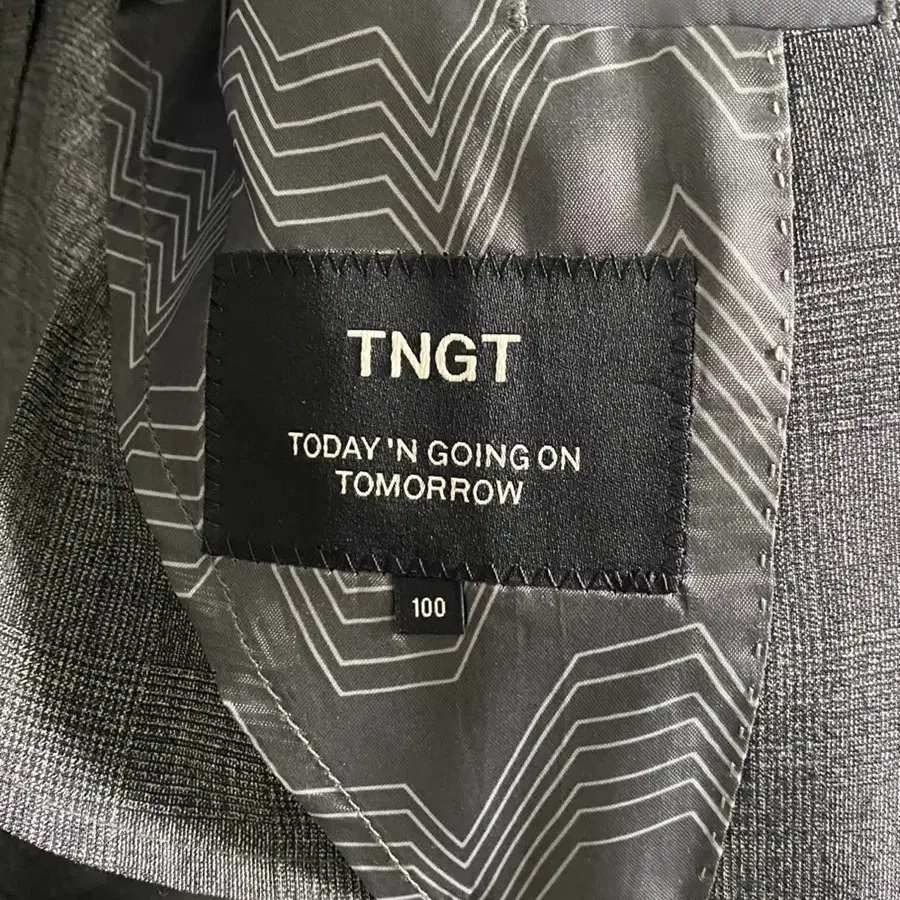 TNGT
TODAY 'N GOING ON
TOMORROW
100